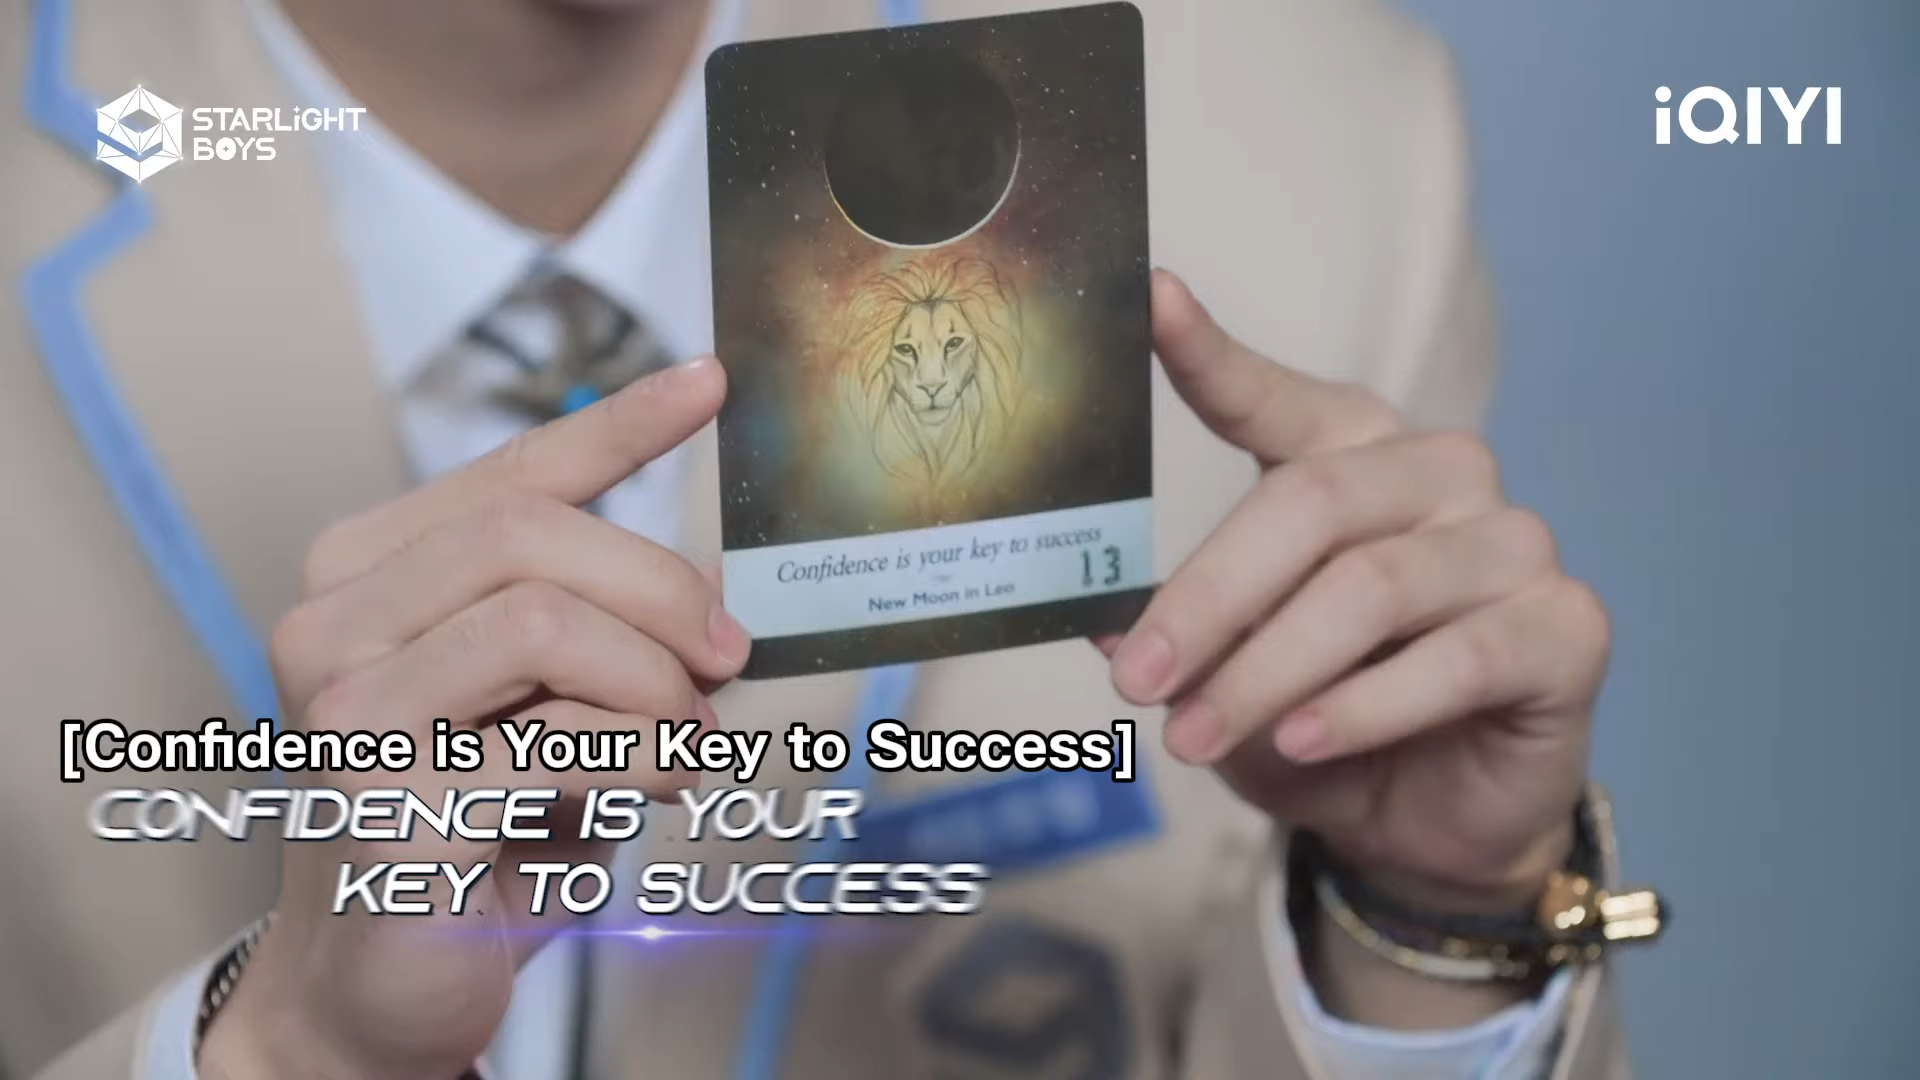 STARLiGHT
BOYS
iQIYI
Confidence is your key to success
New Moon in Leo
13
[Confidence is Your Key to Success]
CONFIDENCE IS YOUR
KEY TO SUCCESS